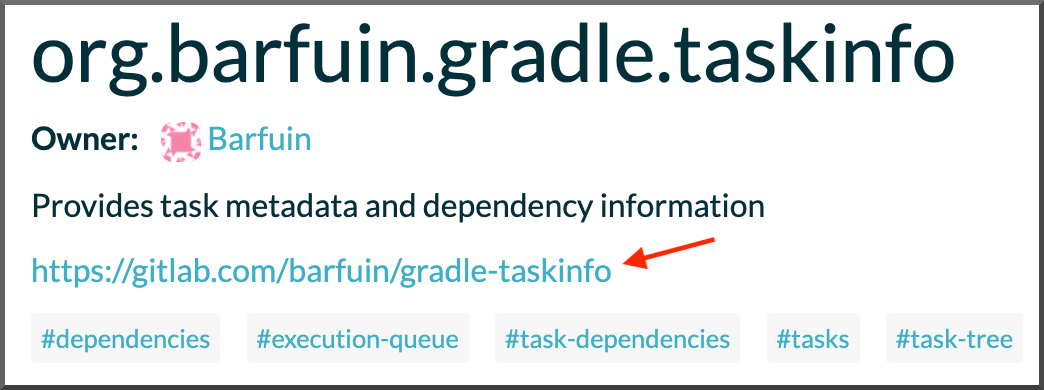 org.barfuin.gradle.taskinfo
Owner: Barfuin
Provides task metadata and dependency information
https://gitlab.com/barfuin/gradle-taskinfo
#dependencies #execution-queue #task-dependencies #tasks #task-tree